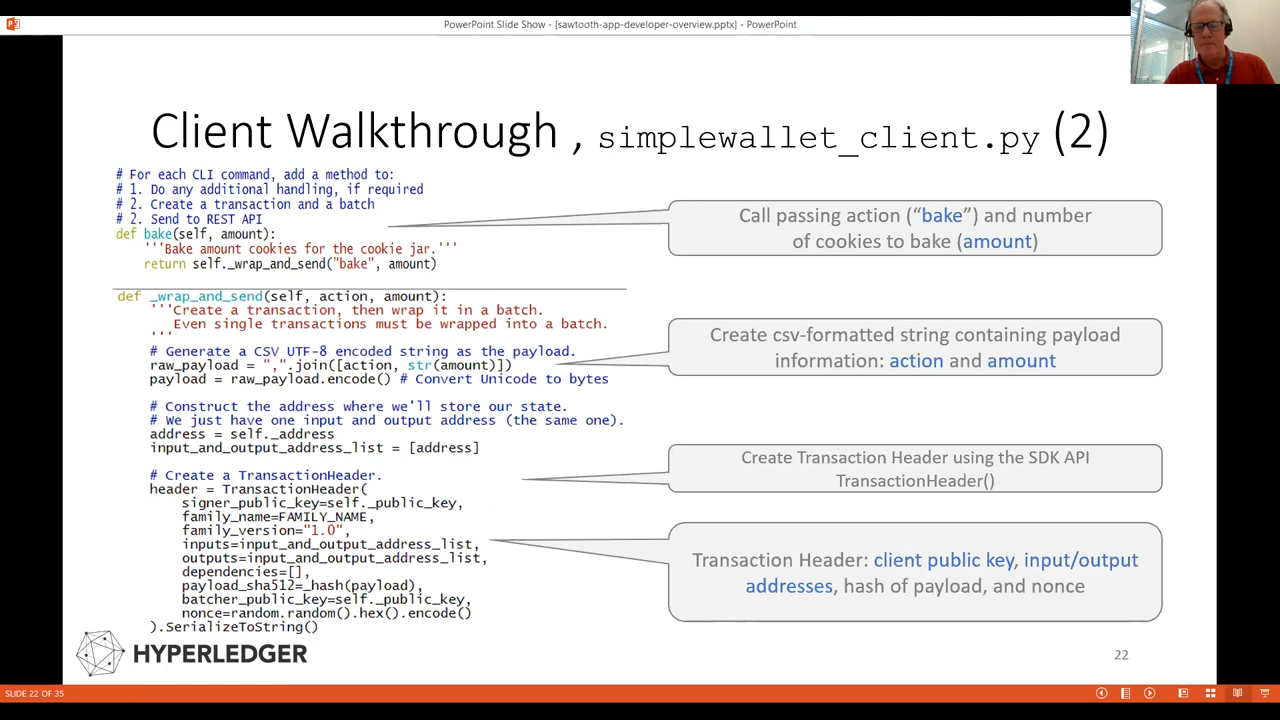 PowerPoint Slide Show - [sawtooth-app-developer-overview.pptx] - PowerPoint
Client Walkthrough , simplewallet_client.py (2)
# For each CLI command, add a method to:
# 1. Do any additional handling, if required
# 2. Create a transaction and a batch
# 2. Send to REST API
def bake(self, amount):
'''Bake amount cookies for the cookie jar.'''
return self._wrap_and_send("bake", amount)
Call passing action (“bake”) and number
of cookies to bake (amount)
def _wrap_and_send(self, action, amount):
'''Create a transaction, then wrap it in a batch.
Even single transactions must be wrapped into a batch.
'''
# Generate a CSV UTF-8 encoded string as the payload.
raw_payload = ",".join([action, str(amount)])
payload = raw_payload.encode() # Convert Unicode to bytes
Create csv-formatted string containing payload
information: action and amount
# Construct the address where we'll store our state.
# We just have one input and output address (the same one).
address = self._address
input_and_output_address_list = [address]
# Create a TransactionHeader.
header = TransactionHeader(
signer_public_key=self._public_key,
family_name=FAMILY_NAME,
family_version="1.0",
inputs=input_and_output_address_list,
outputs=input_and_output_address_list,
dependencies=[],
payload_sha512=_hash(payload),
batcher_public_key=self._public_key,
nonce=random.random().hex().encode()
).SerializeToString()
Create Transaction Header using the SDK API
TransactionHeader()
Transaction Header: client public key, input/output
addresses, hash of payload, and nonce
HYPERLEDGER
22
SLIDE 22 OF 35